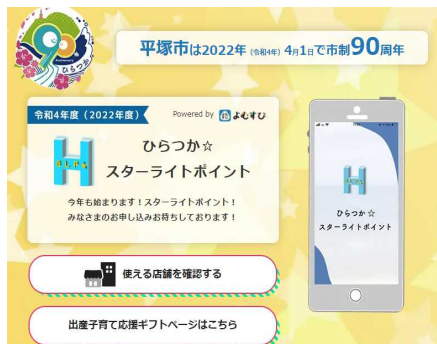 90
Anniversary
ひらつか
平塚市は2022年（令和4年）4月1日で市制90周年
令和4年度（2022年度）
Powered by よむすび
ひらつか☆
スターライトポイント
今年も始まります！スターライトポイント！
みなさまのお申し込みお待ちしております！
ひらつか☆
スターライトポイント
使える店舗を確認する
出産子育て応援ギフトページはこちら